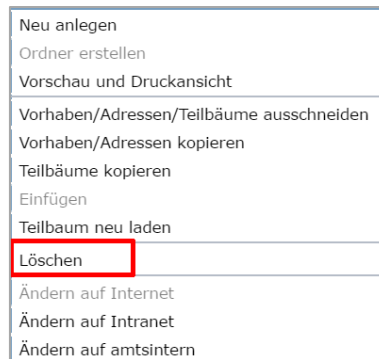 Neu anlegen
Ordner erstellen
Vorschau und Druckansicht
Vorhaben/Adressen/Teilbäume ausschneiden
Vorhaben/Adressen kopieren
Teilbäume kopieren
Einfügen
Teilbaum neu laden
Löschen
Ändern auf Internet
Ändern auf Intranet
Ändern auf amtsintern